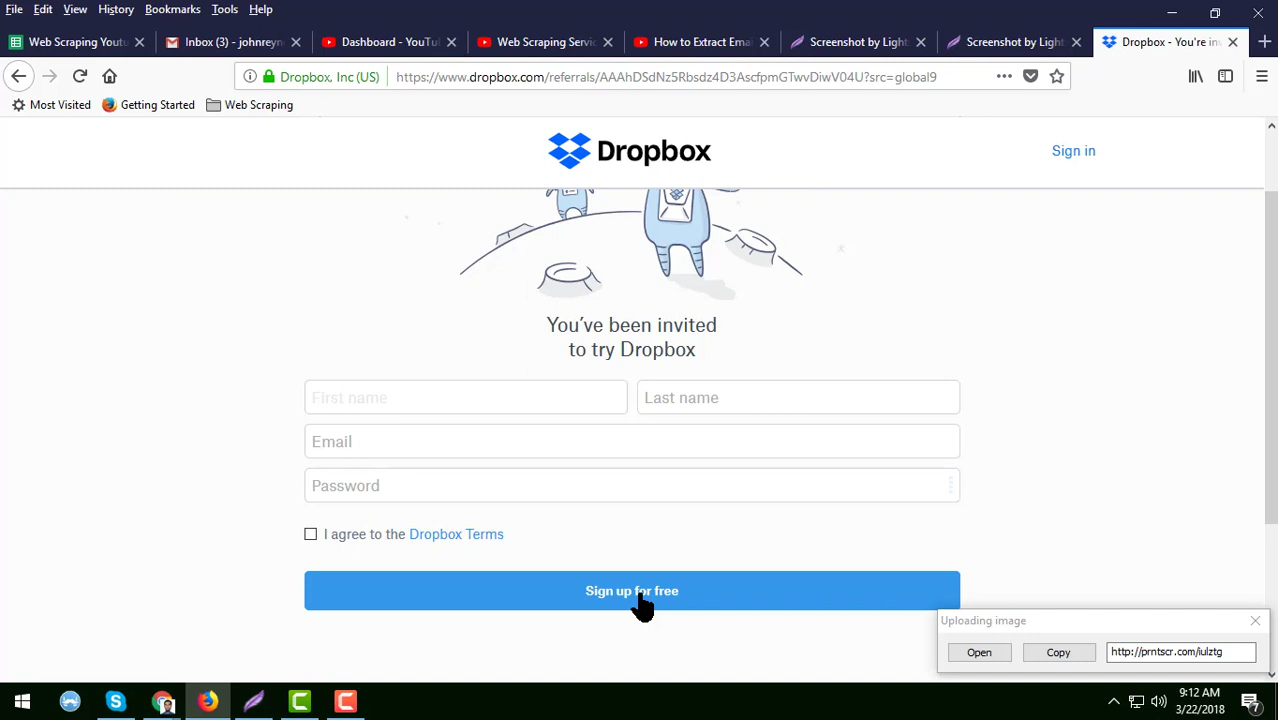 File Edit View History Bookmarks Tools Help
Web Scraping Youtu Inbox (3) - johnreyn Dashboard - YouTu Web Scraping Servic How to Extract Ema Screenshot by Light Screenshot by Light Dropbox - You're inv
Dropbox, Inc (US) https://www.dropbox.com/referrals/AAAhDSdNz5Rbsdz4D3AscfpmGTwvDiwV04U?src=global9
Most Visited Getting Started Web Scraping
Dropbox
Sign in
You've been invited
to try Dropbox
First name Last name
Email
Password
I agree to the Dropbox Terms
Sign up for free
Uploading image
Open Copy http://prntscr.com/iulztg
9:12 AM
3/22/2018
7